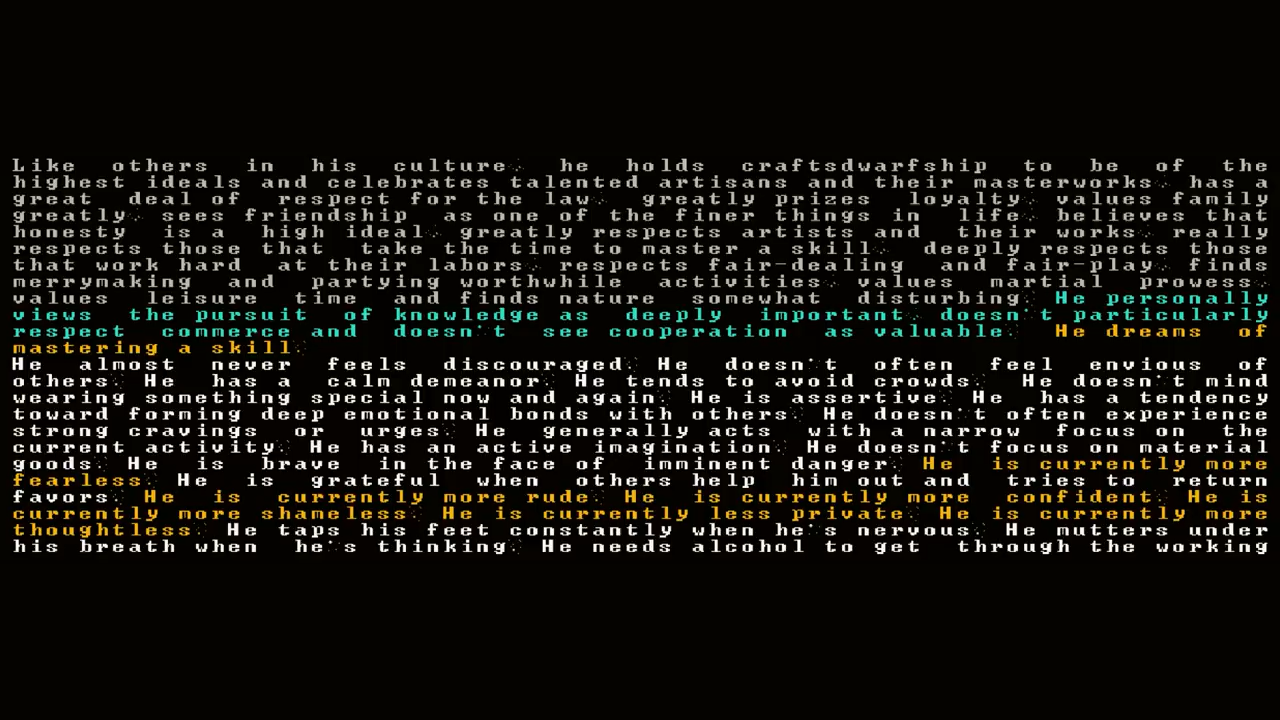 Like others in his culture, he holds craftsdwarfship to be of the
highest ideals and celebrates talented artisans and their masterworks, has a
great deal of respect for the law, greatly prizes loyalty, values family
greatly, sees friendship as one of the finer things in life, believes that
honesty is a high ideal, greatly respects artists and their works, really
respects those that take the time to master a skill, deeply respects those
that work hard at their labors, respects fair-dealing and fair-play, finds
merrymaking and partying worthwhile activities, values martial prowess,
values leisure time and finds nature somewhat disturbing. He personally
views the pursuit of knowledge as deeply important, doesn't particularly
respect commerce and doesn't see cooperation as valuable. He dreams of
mastering a skill.
He almost never feels discouraged. He doesn't often feel envious of
others. He has a calm demeanor. He tends to avoid crowds. He doesn't mind
wearing something special now and again. He is assertive. He has a tendency
toward forming deep emotional bonds with others. He doesn't often experience
strong cravings or urges. He generally acts with a narrow focus on the
current activity. He has an active imagination. He doesn't focus on material
goods. He is brave in the face of imminent danger. He is currently more
fearless. He is grateful when others help him out and tries to return
favors. He is currently more rude. He is currently more confident. He is
currently more shameless. He is currently less private. He is currently more
thoughtless. He taps his feet constantly when he's nervous. He mutters under
his breath when he's thinking. He needs alcohol to get through the working